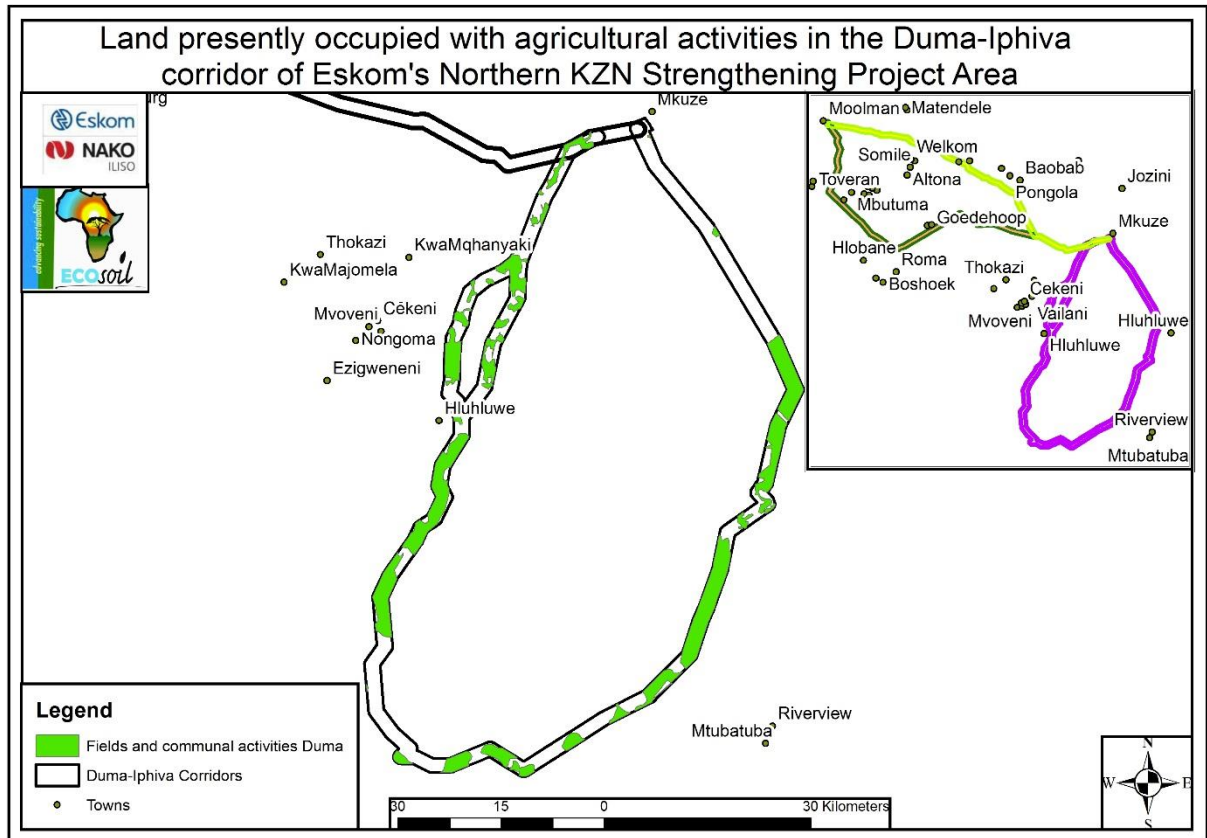 Land presently occupied with agricultural activities in the Duma-Iphiva
corridor of Eskom's Northern KZN Strengthening Project Area
urg
Mkuze
Eskom
NAKO
ILISO
advancing sustainability
ECOsoil
Thokazi
KwaMqhanyaki
KwaMajomela
Mvoveni
Cekeni
Nongoma
Ezigweneni
Hluhluwe
Mtubatuba
Riverview
Moolman
Matendele
Somile
Welkom
Baobab
Toveran
Altona
Pongola
Jozini
Mbutuma
Goedehoop
Mkuze
Hlobane
Roma
Thokazi
Boshoek
Cekeni
Mvoveni
Vailani
Hluhluwe
Hluhluwe
Riverview
Mtubatuba
Legend
Fields and communal activities Duma
Duma-Iphiva Corridors
Towns
30 15 0 30 Kilometers
N
W E
S